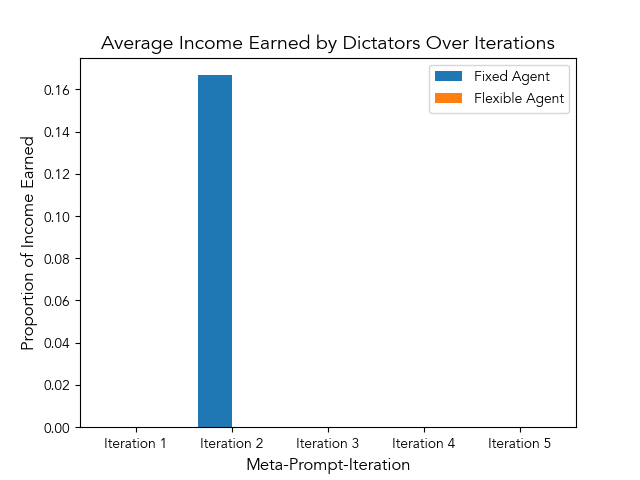 Average Income Earned by Dictators Over Iterations
Fixed Agent
Flexible Agent
Proportion of Income Earned
0.16
0.14
0.12
0.10
0.08
0.06
0.04
0.02
0.00
Iteration 1
Iteration 2
Iteration 3
Iteration 4
Iteration 5
Meta-Prompt-Iteration